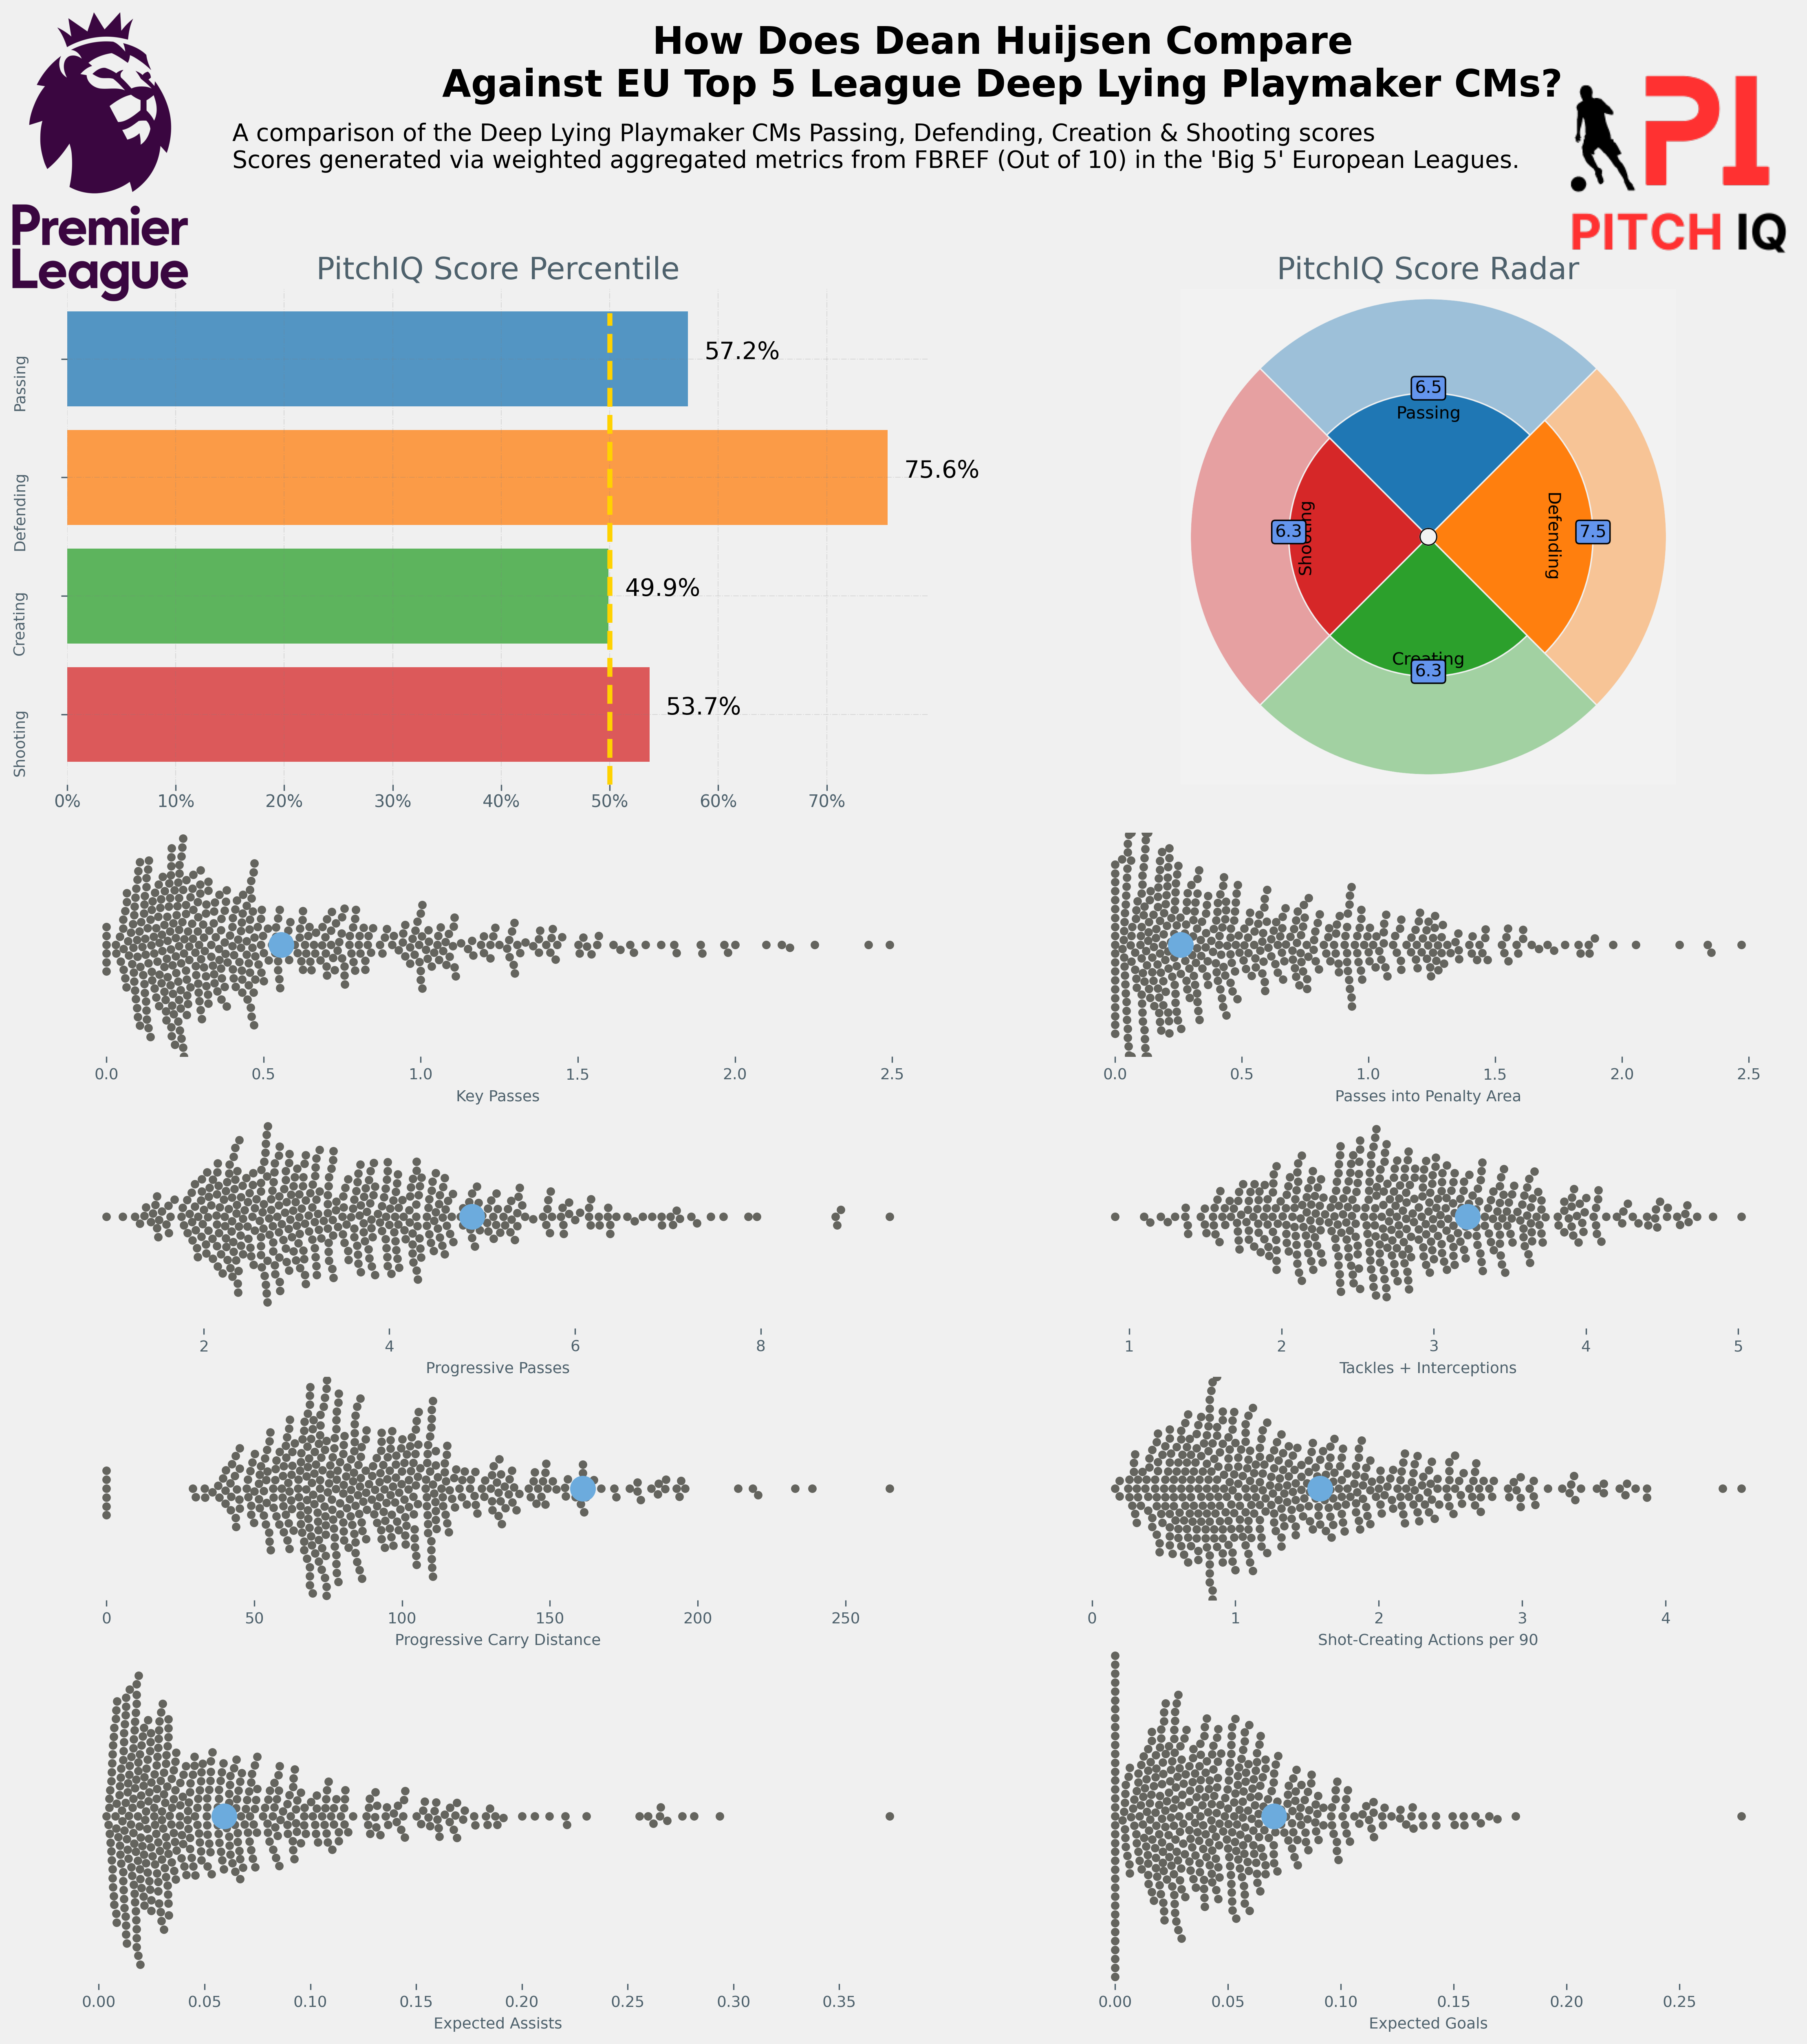 How Does Dean Huijsen Compare
Against EU Top 5 League Deep Lying Playmaker CMs?
A comparison of the Deep Lying Playmaker CMs Passing, Defending, Creation & Shooting scores
Scores generated via weighted aggregated metrics from FBREF (Out of 10) in the 'Big 5' European Leagues.
Premier
League
PI
PITCH IQ
PitchIQ Score Percentile
Passing
57.2%
Defending
75.6%
Creating
49.9%
Shooting
53.7%
0% 10% 20% 30% 40% 50% 60% 70%
PitchIQ Score Radar
6.5
Passing
6.3
Shooting
Defending
7.5
Creating
6.3
0.0 0.5 1.0 1.5 2.0 2.5
Key Passes
0.0 0.5 1.0 1.5 2.0 2.5
Passes into Penalty Area
2 4 6 8
Progressive Passes
1 2 3 4 5
Tackles + Interceptions
0 50 100 150 200 250
Progressive Carry Distance
0 1 2 3 4
Shot-Creating Actions per 90
0.00 0.05 0.10 0.15 0.20 0.25 0.30 0.35
Expected Assists
0.00 0.05 0.10 0.15 0.20 0.25
Expected Goals